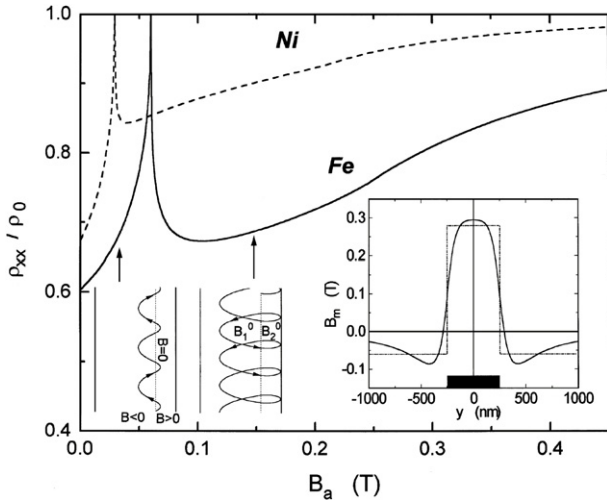 1.0
Ni
0.8
Fe
ρxx / ρ0
0.6
0.4
B=0
B<0 B>0
B₁⁰ B₂⁰
0.3
0.2
0.1
0.0
-0.1
Bm (T)
-1000 -500 0 500 1000
y (nm)
0.0 0.1 0.2 0.3 0.4
Ba (T)